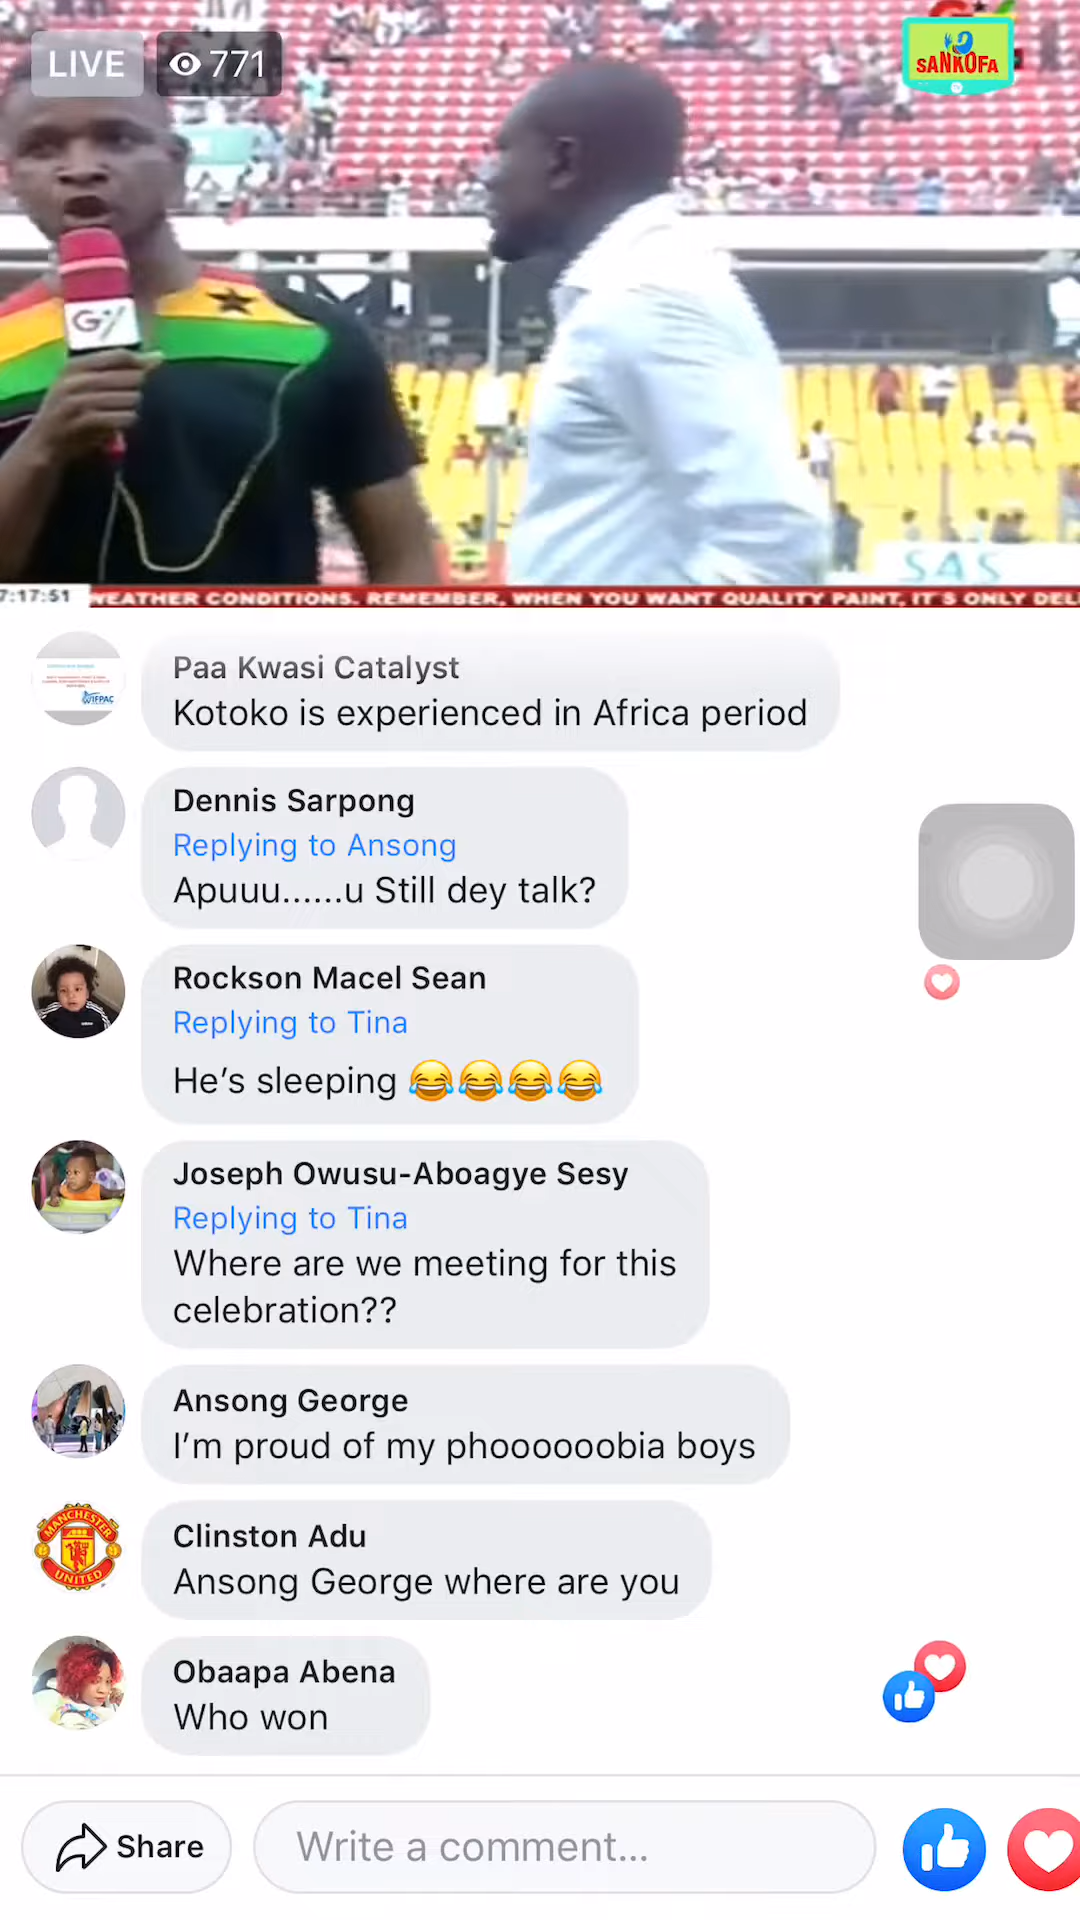 LIVE
771
SANKOFA
G
SAS
7:17:51
WEATHER CONDITIONS. REMEMBER, WHEN YOU WANT QUALITY PAINT, IT'S ONLY DEL
Paa Kwasi Catalyst
Kotoko is experienced in Africa period
WIFPAC
Dennis Sarpong
Replying to Ansong
Apuuu......u Still dey talk?
Rockson Macel Sean
Replying to Tina
He's sleeping 😂😂😂😂
Joseph Owusu-Aboagye Sesy
Replying to Tina
Where are we meeting for this
celebration??
Ansong George
I'm proud of my phoooooobia boys
MANCHESTER
UNITED
Clinston Adu
Ansong George where are you
Obaapa Abena
Who won
Share
Write a comment...